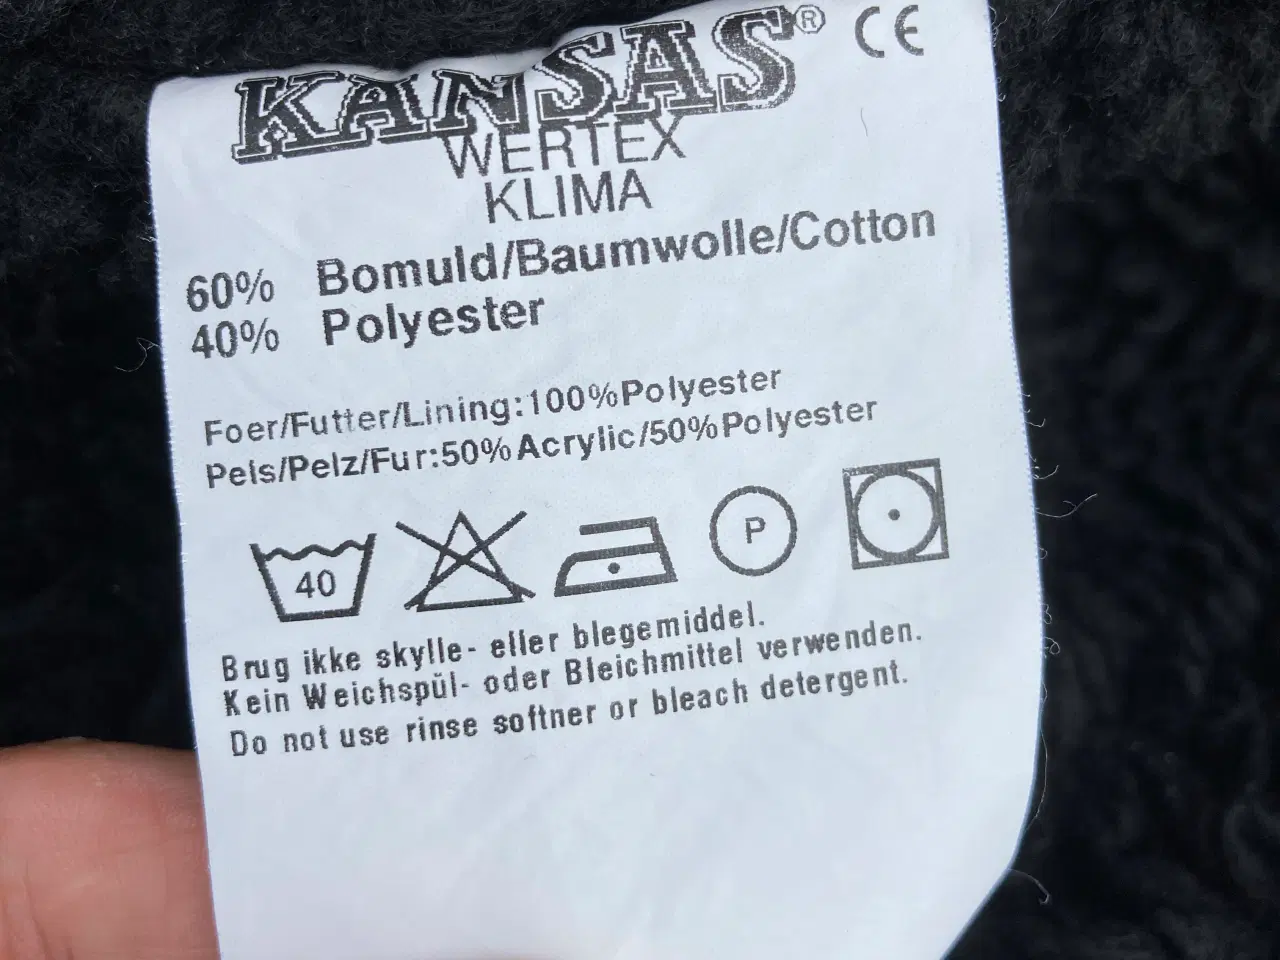 KANSAS® CE
WERTEX
KLIMA
60% Bomuld/Baumwolle/Cotton
40% Polyester
Foer/Futter/Lining:100%Polyester
Pels/Pelz/Fur:50%Acrylic/50%Polyester
40 P
Brug ikke skylle- eller blegemiddel.
Kein Weichspül- oder Bleichmittel verwenden.
Do not use rinse softner or bleach detergent.